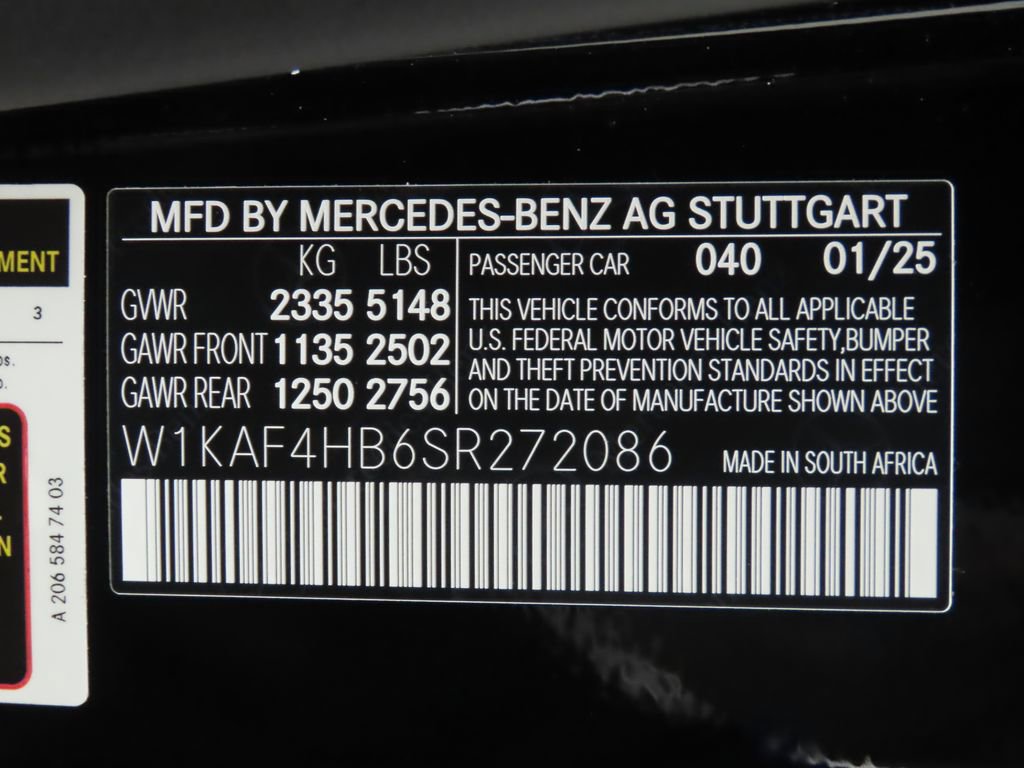 MENT
3
OS.
O.
S
R
N
A 206 584 74 03
MFD BY MERCEDES-BENZ AG STUTTGART
KG LBS
GVWR 2335 5148
GAWR FRONT 1135 2502
GAWR REAR 1250 2756
PASSENGER CAR 040 01/25
THIS VEHICLE CONFORMS TO ALL APPLICABLE
U.S. FEDERAL MOTOR VEHICLE SAFETY,BUMPER
AND THEFT PREVENTION STANDARDS IN EFFECT
ON THE DATE OF MANUFACTURE SHOWN ABOVE
W1KAF4HB6SR272086
MADE IN SOUTH AFRICA